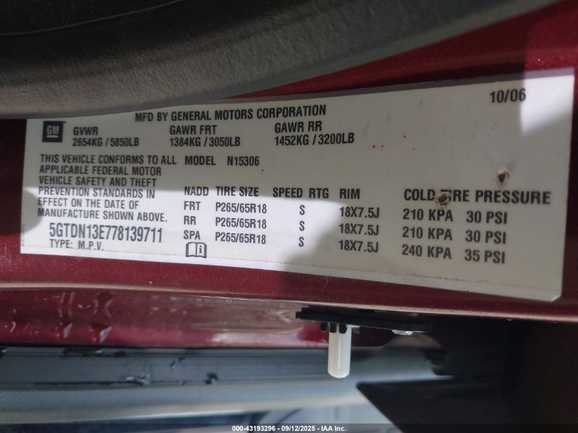 MFD BY GENERAL MOTORS CORPORATION 10/06
GM GVWR GAWR FRT GAWR RR
2654KG / 5850LB 1384KG / 3050LB 1452KG / 3200LB
THIS VEHICLE CONFORMS TO ALL MODEL N15306
APPLICABLE FEDERAL MOTOR
VEHICLE SAFETY AND THEFT
PREVENTION STANDARDS IN
EFFECT ON THE DATE OF
MANUFACTURE SHOWN ABOVE.
5GTDN13E778139711
TYPE: M.P.V.
NADD TIRE SIZE SPEED RTG RIM COLD TIRE PRESSURE
FRT P265/65R18 S 18X7.5J 210 KPA 30 PSI
RR P265/65R18 S 18X7.5J 210 KPA 30 PSI
SPA P265/65R18 S 18X7.5J 240 KPA 35 PSI
000-43193296 - 09/12/2025 - IAA Inc.